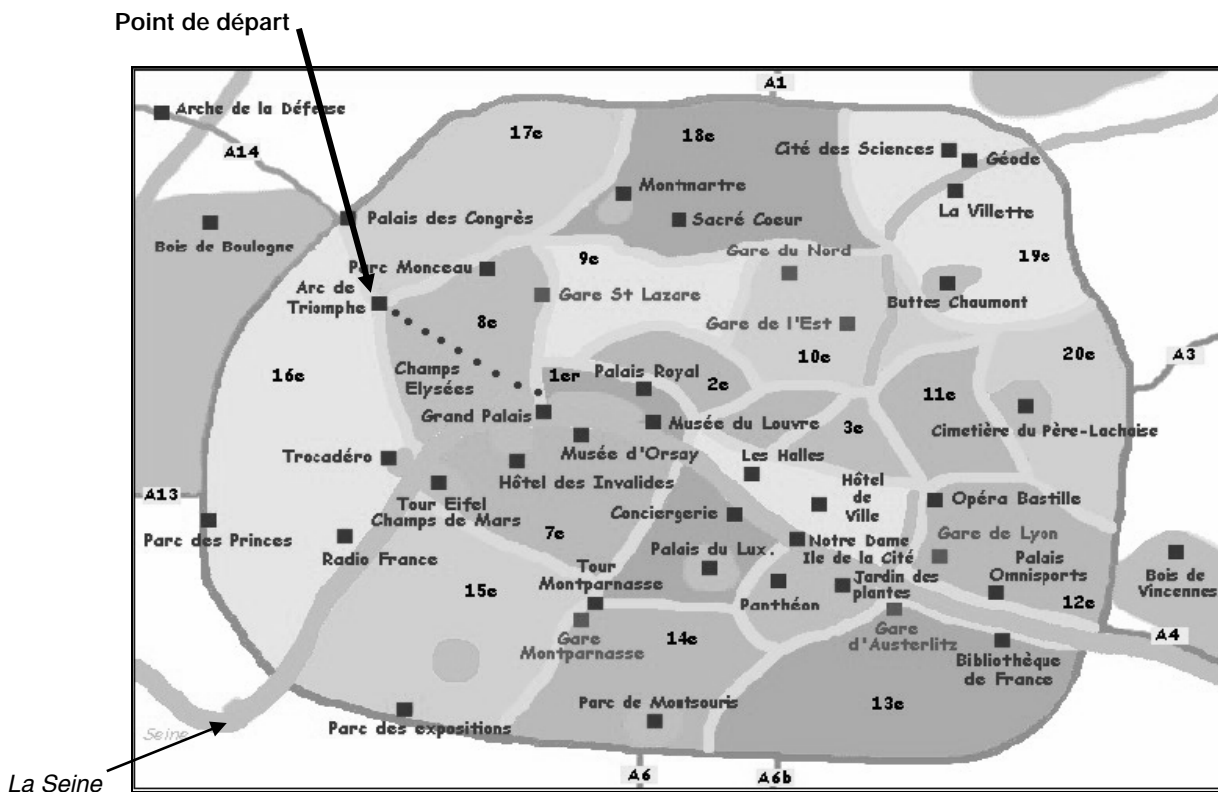 Point de départ
A1
Arche de la Défense
17e
18e
Cité des Sciences
Géode
A14
Montmartre
La Villette
Palais des Congrès
Sacré Coeur
Bois de Boulogne
Gare du Nord
9e
19e
Parc Monceau
Arc de
Triomphe
Gare St Lazare
Buttes Chaumont
8e
Gare de l'Est
10e
20e
A3
16e
Champs
Elysées
1er
Palais Royal
2e
11e
Grand Palais
Musée du Louvre
3e
Cimetière du Père-Lachaise
Musée d'Orsay
Les Halles
Trocadéro
Hôtel des Invalides
Hôtel
de
Ville
A13
Tour Eifel
Champs de Mars
Conciergerie
Opéra Bastille
Parc des Princes
Radio France
7e
Palais du Lux.
Notre Dame
Ile de la Cité
Gare de Lyon
Palais
Omnisports
Tour
Montparnasse
Jardin des
plantes
Bois de
Vincennes
15e
Panthéon
12e
Gare
Montparnasse
14e
Gare
d'Austerlitz
A4
Bibliothèque
de France
Parc de Montsouris
13e
Parc des expositions
Seine
La Seine
A6
A6b